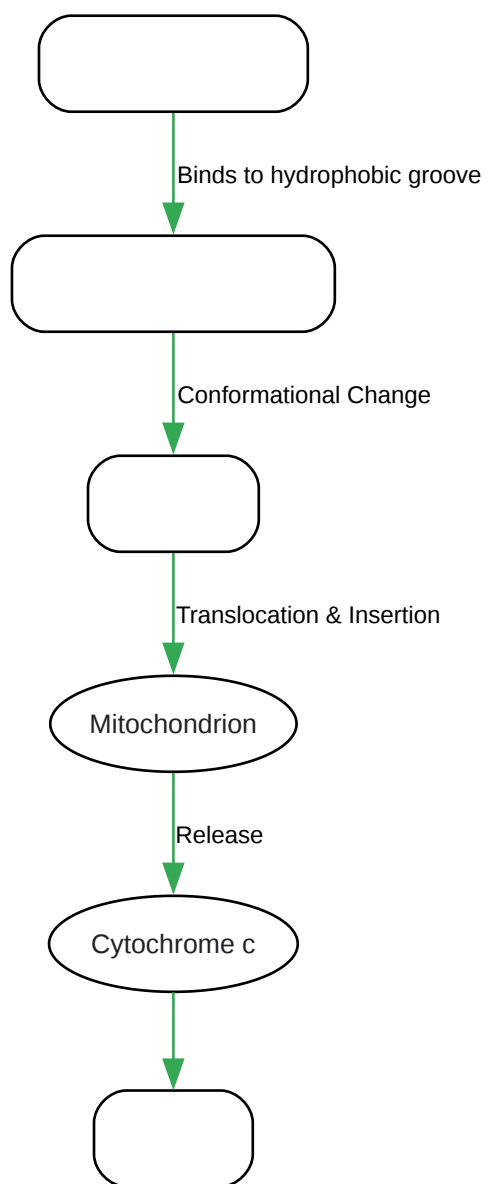 Binds to hydrophobic groove
Conformational Change
Translocation & Insertion
Mitochondrion
Release
Cytochrome c